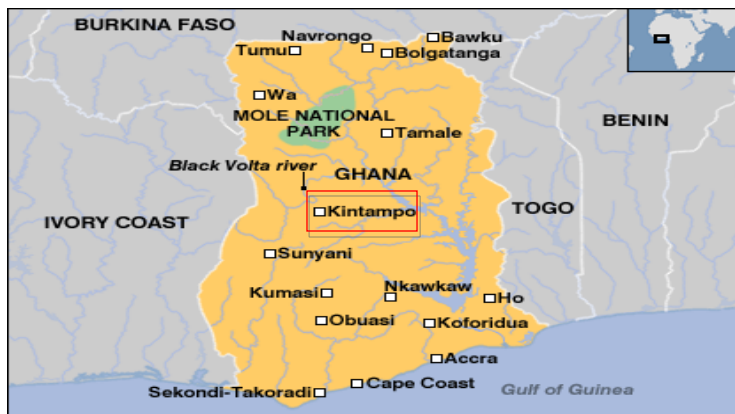 BURKINA FASO
Navrongo
Bawku
Tumu
Bolgatanga
Wa
MOLE NATIONAL
PARK
Tamale
BENIN
Black Volta river
GHANA
IVORY COAST
Kintampo
TOGO
Sunyani
Kumasi
Nkawkaw
Ho
Obuasi
Koforidua
Accra
Sekondi-Takoradi
Cape Coast
Gulf of Guinea